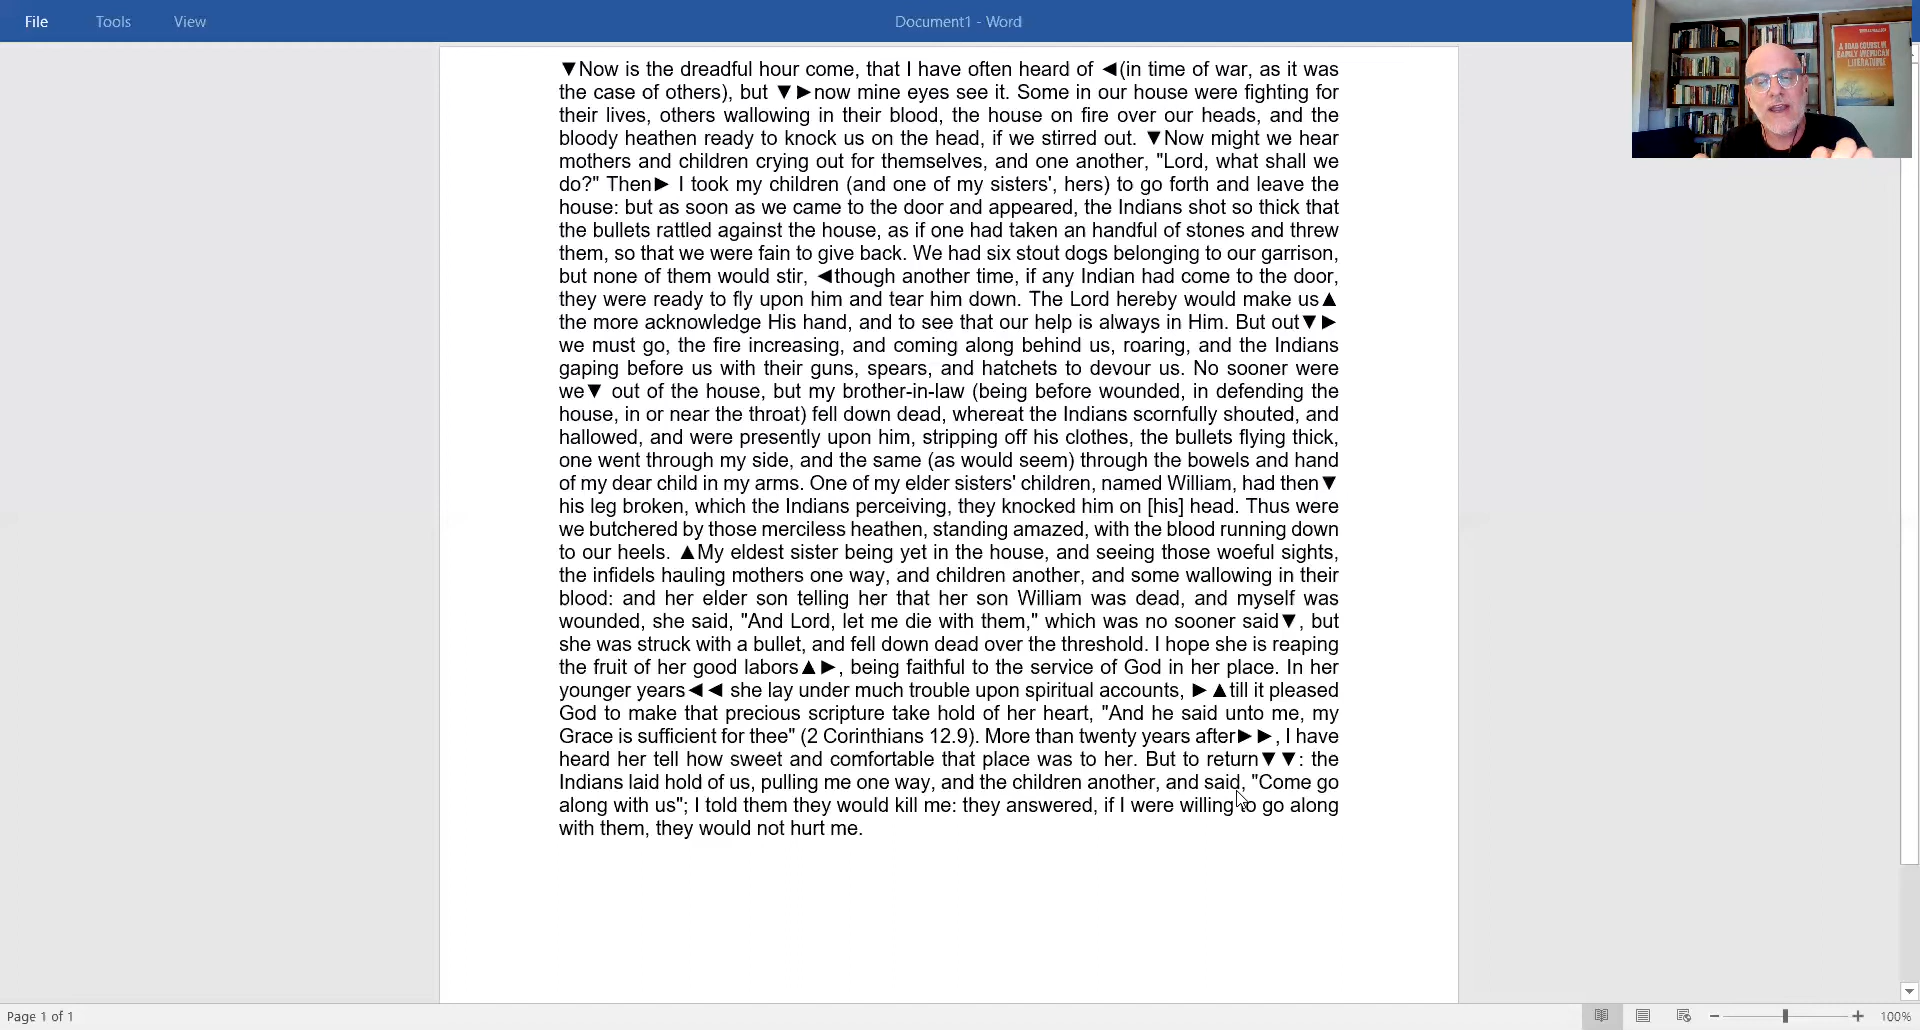 File Tools View Document1 - Word
▼Now is the dreadful hour come, that I have often heard of ◄(in time of war, as it was
the case of others), but ▼►now mine eyes see it. Some in our house were fighting for
their lives, others wallowing in their blood, the house on fire over our heads, and the
bloody heathen ready to knock us on the head, if we stirred out. ▼Now might we hear
mothers and children crying out for themselves, and one another, "Lord, what shall we
do?" Then► I took my children (and one of my sisters', hers) to go forth and leave the
house: but as soon as we came to the door and appeared, the Indians shot so thick that
the bullets rattled against the house, as if one had taken an handful of stones and threw
them, so that we were fain to give back. We had six stout dogs belonging to our garrison,
but none of them would stir, ◄though another time, if any Indian had come to the door,
they were ready to fly upon him and tear him down. The Lord hereby would make us▲
the more acknowledge His hand, and to see that our help is always in Him. But out▼►
we must go, the fire increasing, and coming along behind us, roaring, and the Indians
gaping before us with their guns, spears, and hatchets to devour us. No sooner were
we▼ out of the house, but my brother-in-law (being before wounded, in defending the
house, in or near the throat) fell down dead, whereat the Indians scornfully shouted, and
hallowed, and were presently upon him, stripping off his clothes, the bullets flying thick,
one went through my side, and the same (as would seem) through the bowels and hand
of my dear child in my arms. One of my elder sisters' children, named William, had then▼
his leg broken, which the Indians perceiving, they knocked him on [his] head. Thus were
we butchered by those merciless heathen, standing amazed, with the blood running down
to our heels. ▲My eldest sister being yet in the house, and seeing those woeful sights,
the infidels hauling mothers one way, and children another, and some wallowing in their
blood: and her elder son telling her that her son William was dead, and myself was
wounded, she said, "And Lord, let me die with them," which was no sooner said▼, but
she was struck with a bullet, and fell down dead over the threshold. I hope she is reaping
the fruit of her good labors▲►, being faithful to the service of God in her place. In her
younger years◄◄ she lay under much trouble upon spiritual accounts, ►▲till it pleased
God to make that precious scripture take hold of her heart, "And he said unto me, my
Grace is sufficient for thee" (2 Corinthians 12.9). More than twenty years after►►, I have
heard her tell how sweet and comfortable that place was to her. But to return▼▼: the
Indians laid hold of us, pulling me one way, and the children another, and said, "Come go
along with us"; I told them they would kill me: they answered, if I were willing to go along
with them, they would not hurt me.
A ROAD COURSE IN
EARLY AMERICAN
LITERATURE
Page 1 of 1 100%